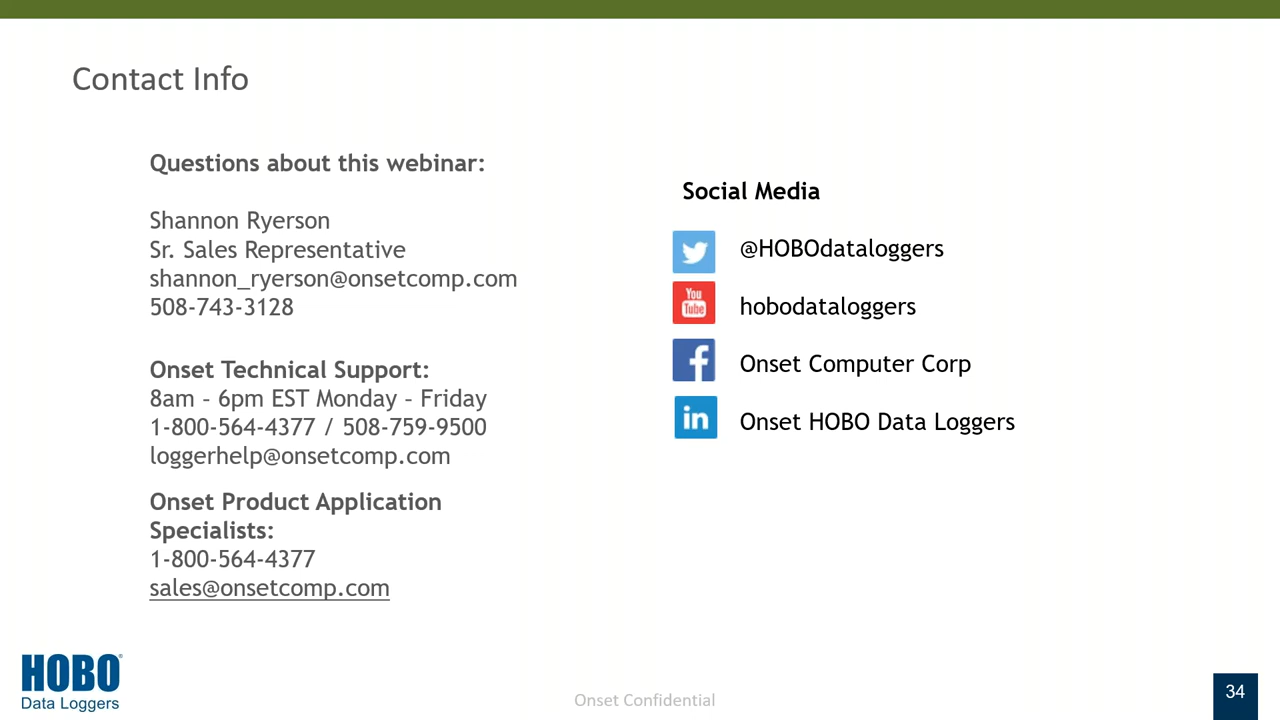 Contact Info
Questions about this webinar:
Shannon Ryerson
Sr. Sales Representative
shannon_ryerson@onsetcomp.com
508-743-3128
Onset Technical Support:
8am – 6pm EST Monday – Friday
1-800-564-4377 / 508-759-9500
loggerhelp@onsetcomp.com
Onset Product Application
Specialists:
1-800-564-4377
sales@onsetcomp.com
Social Media
@HOBOdataloggers
You
Tube
hobodataloggers
f
Onset Computer Corp
in
Onset HOBO Data Loggers
HOBO®
Data Loggers
Onset Confidential
34